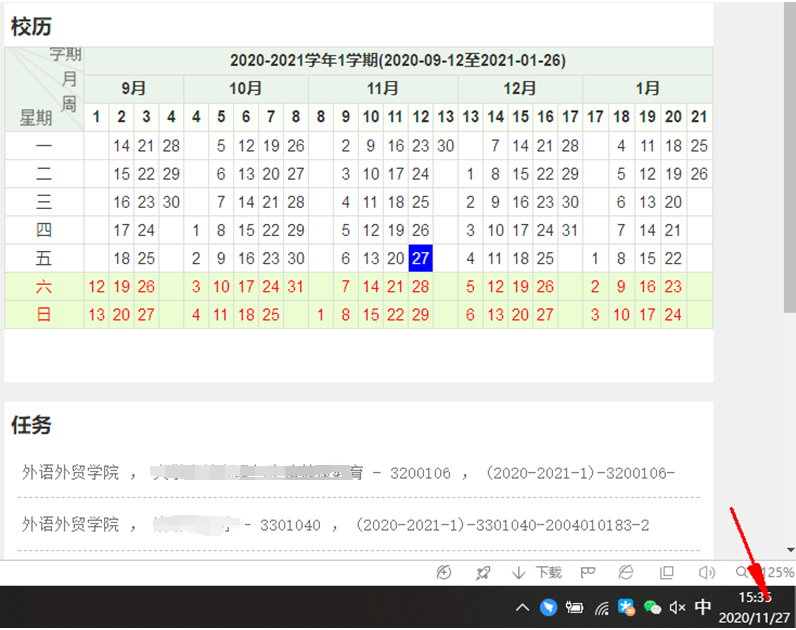 校历
学期
月
周
星期
2020-2021学年1学期(2020-09-12至2021-01-26)
9月 10月 11月 12月 1月
1 2 3 4 4 5 6 7 8 8 9 10 11 12 13 13 14 15 16 17 17 18 19 20 21
一 14 21 28 5 12 19 26 2 9 16 23 30 7 14 21 28 4 11 18 25
二 15 22 29 6 13 20 27 3 10 17 24 1 8 15 22 29 5 12 19 26
三 16 23 30 7 14 21 28 4 11 18 25 2 9 16 23 30 6 13 20
四 17 24 1 8 15 22 29 5 12 19 26 3 10 17 24 31 7 14 21
五 18 25 2 9 16 23 30 6 13 20 27 4 11 18 25 1 8 15 22
六 12 19 26 3 10 17 24 31 7 14 21 28 5 12 19 26 2 9 16 23
日 13 20 27 4 11 18 25 1 8 15 22 29 6 13 20 27 3 10 17 24
任务
外语外贸学院 ， 育 - 3200106 ， (2020-2021-1)-3200106-
外语外贸学院 ， - 3301040 ， (2020-2021-1)-3301040-2004010183-2
下载 125%
中 15:35
2020/11/27